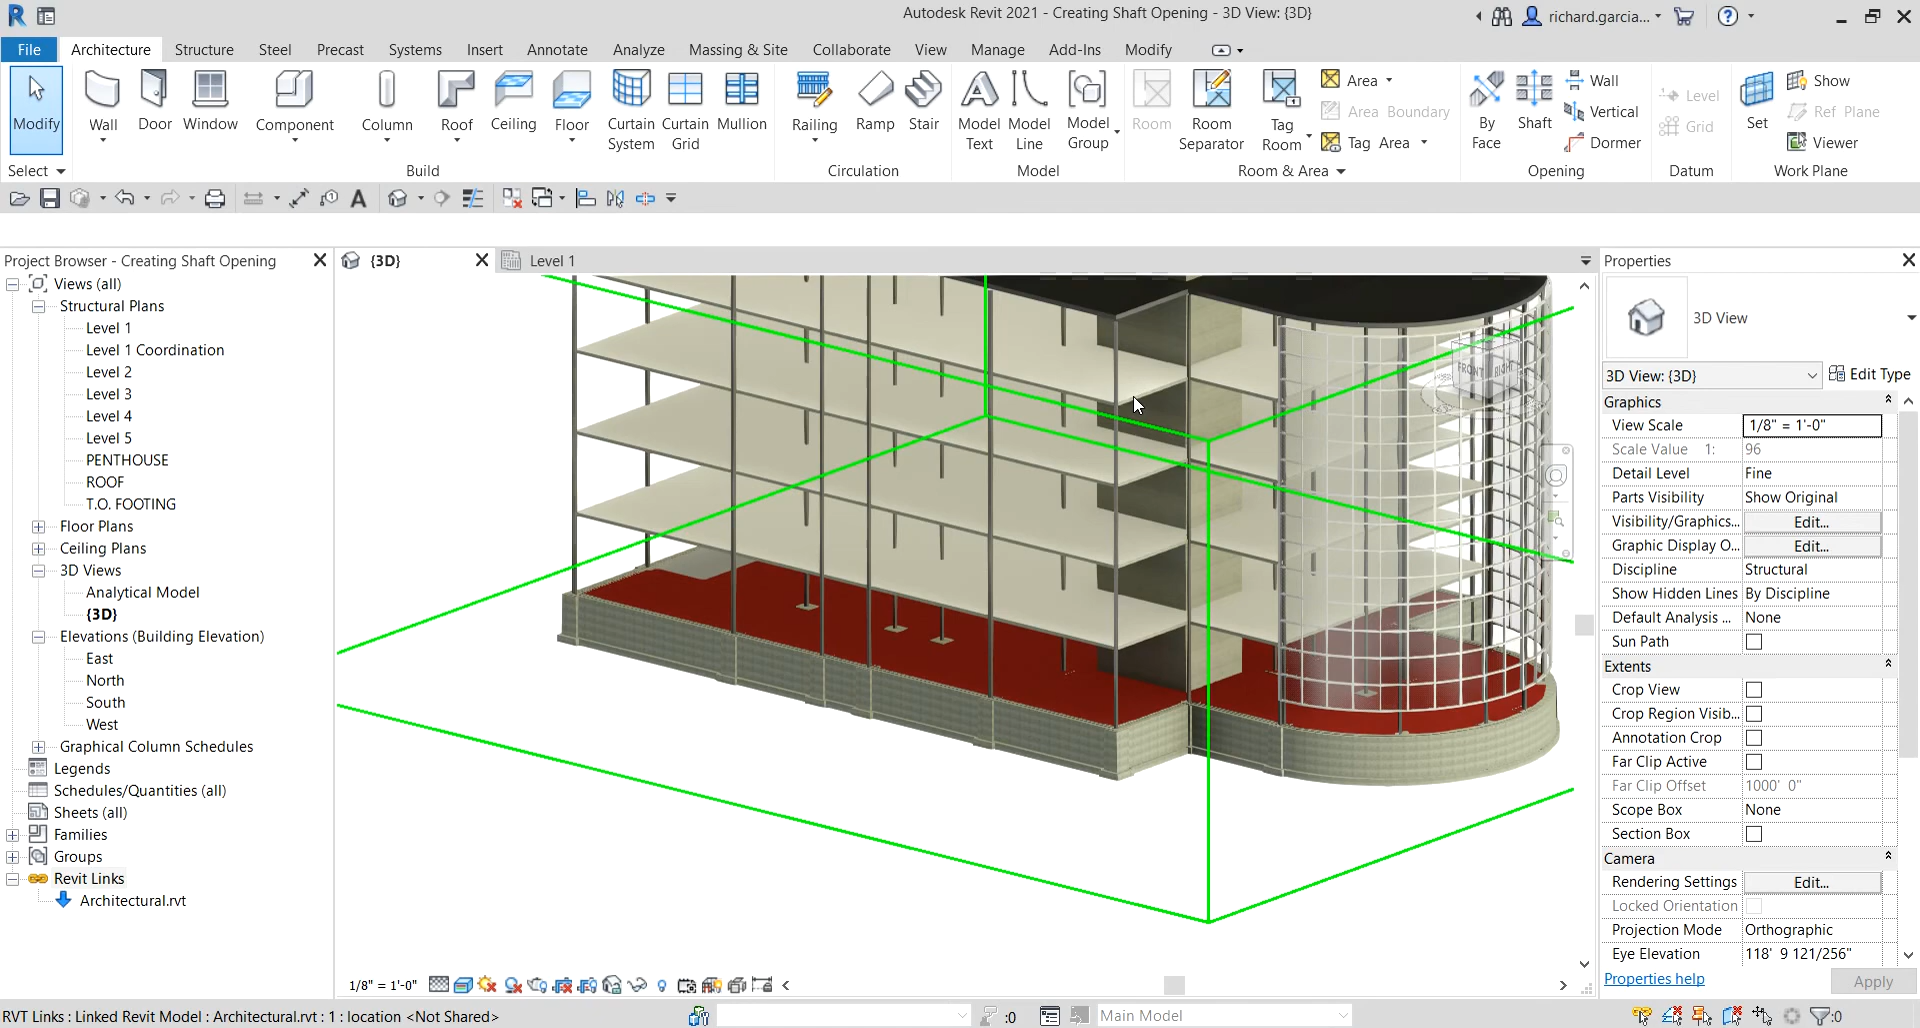 Autodesk Revit 2021 - Creating Shaft Opening - 3D View: {3D}
richard.garcia...
File Architecture Structure Steel Precast Systems Insert Annotate Analyze Massing & Site Collaborate View Manage Add-Ins Modify
Modify
Wall
Door
Window
Component
Column
Roof
Ceiling
Floor
Curtain System
Curtain Grid
Mullion
Railing
Ramp
Stair
Model Text
Model Line
Model Group
Room
Room Separator
Tag Room
Area
Area Boundary
Tag Area
By Face
Shaft
Wall
Vertical
Dormer
Level
Grid
Set
Show
Ref Plane
Viewer
Select Build Circulation Model Room & Area Opening Datum Work Plane
Project Browser - Creating Shaft Opening
Views (all)
Structural Plans
Level 1
Level 1 Coordination
Level 2
Level 3
Level 4
Level 5
PENTHOUSE
ROOF
T.O. FOOTING
Floor Plans
Ceiling Plans
3D Views
Analytical Model
{3D}
Elevations (Building Elevation)
East
North
South
West
Graphical Column Schedules
Legends
Schedules/Quantities (all)
Sheets (all)
Families
Groups
Revit Links
Architectural.rvt
{3D} Level 1
FRONT RIGHT
1/8" = 1'-0"
Properties
3D View
3D View: {3D} Edit Type
Graphics
View Scale 1/8" = 1'-0"
Scale Value 1: 96
Detail Level Fine
Parts Visibility Show Original
Visibility/Graphics... Edit...
Graphic Display O... Edit...
Discipline Structural
Show Hidden Lines By Discipline
Default Analysis ... None
Sun Path
Extents
Crop View
Crop Region Visib...
Annotation Crop
Far Clip Active
Far Clip Offset 1000' 0"
Scope Box None
Section Box
Camera
Rendering Settings Edit...
Locked Orientation
Projection Mode Orthographic
Eye Elevation 118' 9 121/256"
Properties help Apply
RVT Links : Linked Revit Model : Architectural.rvt : 1 : location <Not Shared> :0 Main Model :0